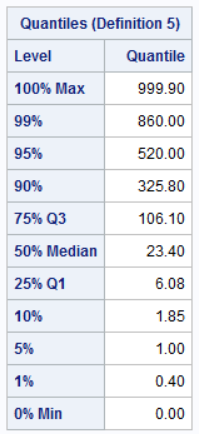 Quantiles (Definition 5)
Level Quantile
100% Max 999.90
99% 860.00
95% 520.00
90% 325.80
75% Q3 106.10
50% Median 23.40
25% Q1 6.08
10% 1.85
5% 1.00
1% 0.40
0% Min 0.00